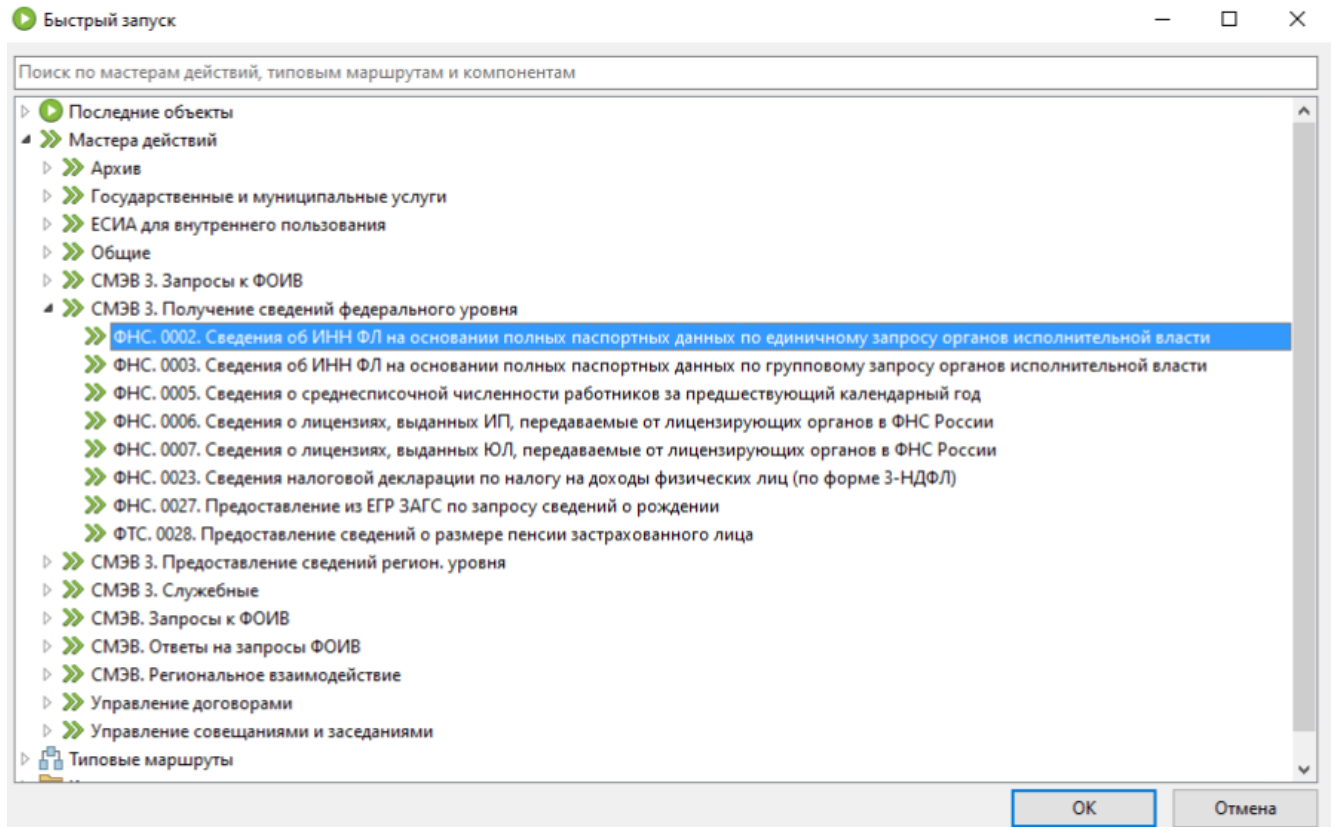 Быстрый запуск
Поиск по мастерам действий, типовым маршрутам и компонентам
Последние объекты
Мастера действий
Архив
Государственные и муниципальные услуги
ЕСИА для внутреннего пользования
Общие
СМЭВ 3. Запросы к ФОИВ
СМЭВ 3. Получение сведений федерального уровня
ФНС. 0002. Сведения об ИНН ФЛ на основании полных паспортных данных по единичному запросу органов исполнительной власти
ФНС. 0003. Сведения об ИНН ФЛ на основании полных паспортных данных по групповому запросу органов исполнительной власти
ФНС. 0005. Сведения о среднесписочной численности работников за предшествующий календарный год
ФНС. 0006. Сведения о лицензиях, выданных ИП, передаваемые от лицензирующих органов в ФНС России
ФНС. 0007. Сведения о лицензиях, выданных ЮЛ, передаваемые от лицензирующих органов в ФНС России
ФНС. 0023. Сведения налоговой декларации по налогу на доходы физических лиц (по форме 3-НДФЛ)
ФНС. 0027. Предоставление из ЕГР ЗАГС по запросу сведений о рождении
ФТС. 0028. Предоставление сведений о размере пенсии застрахованного лица
СМЭВ 3. Предоставление сведений регион. уровня
СМЭВ 3. Служебные
СМЭВ. Запросы к ФОИВ
СМЭВ. Ответы на запросы ФОИВ
СМЭВ. Региональное взаимодействие
Управление договорами
Управление совещаниями и заседаниями
Типовые маршруты
ОК Отмена